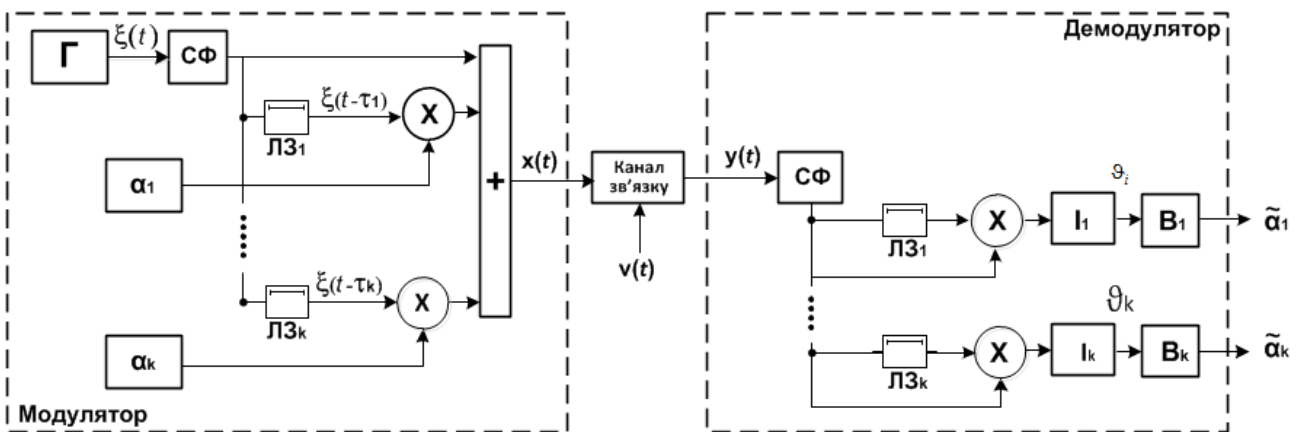 Модулятор
Г
ξ(t)
СФ
ξ(t-τ1)
X
ЛЗ1
α1
ξ(t-τk)
X
ЛЗk
αk
+
x(t)
Канал
зв'язку
v(t)
y(t)
Демодулятор
СФ
ЛЗ1
X
I1
ϑi
B1
α̃1
ЛЗk
X
Ik
ϑk
Bk
α̃k